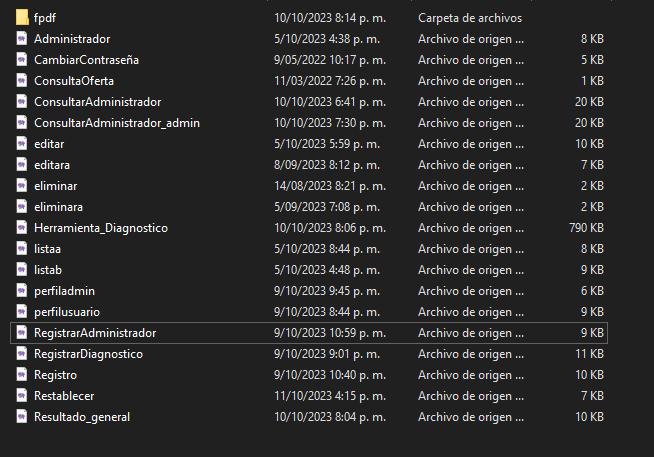 fpdf 10/10/2023 8:14 p. m. Carpeta de archivos
Administrador 5/10/2023 4:38 p. m. Archivo de origen ... 8 KB
CambiarContraseña 9/05/2022 10:17 p. m. Archivo de origen ... 5 KB
ConsultaOferta 11/03/2022 7:26 p. m. Archivo de origen ... 1 KB
ConsultarAdministrador 10/10/2023 6:41 p. m. Archivo de origen ... 20 KB
ConsultarAdministrador_admin 10/10/2023 7:30 p. m. Archivo de origen ... 20 KB
editar 5/10/2023 5:59 p. m. Archivo de origen ... 10 KB
editara 8/09/2023 8:12 p. m. Archivo de origen ... 7 KB
eliminar 14/08/2023 8:21 p. m. Archivo de origen ... 2 KB
eliminara 5/09/2023 7:08 p. m. Archivo de origen ... 2 KB
Herramienta_Diagnostico 10/10/2023 8:06 p. m. Archivo de origen ... 790 KB
listaa 5/10/2023 8:44 p. m. Archivo de origen ... 8 KB
listab 5/10/2023 4:48 p. m. Archivo de origen ... 9 KB
perfiladmin 9/10/2023 9:45 p. m. Archivo de origen ... 6 KB
perfilusuario 9/10/2023 8:44 p. m. Archivo de origen ... 9 KB
RegistrarAdministrador 9/10/2023 10:59 p. m. Archivo de origen ... 9 KB
RegistrarDiagnostico 9/10/2023 9:01 p. m. Archivo de origen ... 11 KB
Registro 9/10/2023 10:40 p. m. Archivo de origen ... 10 KB
Restablecer 11/10/2023 4:15 p. m. Archivo de origen ... 7 KB
Resultado_general 10/10/2023 8:04 p. m. Archivo de origen ... 10 KB